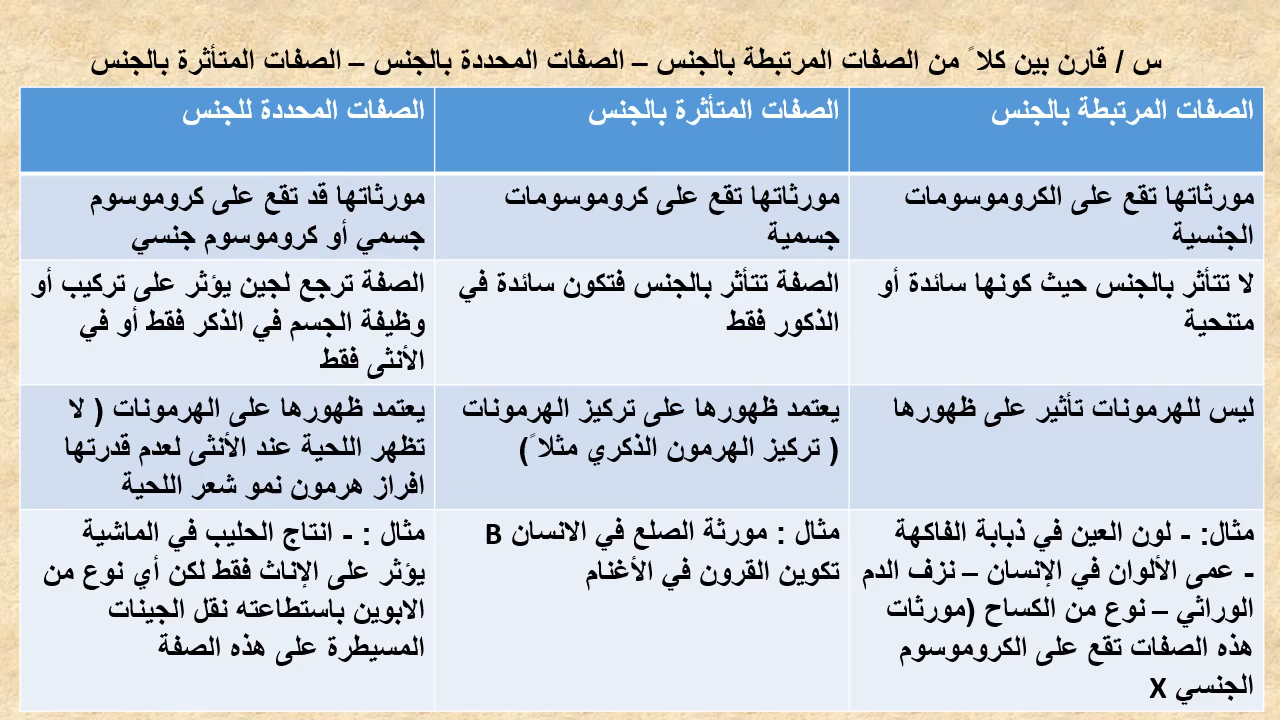 س / قارن بين كلاً من الصفات المرتبطة بالجنس – الصفات المحددة بالجنس – الصفات المتأثرة بالجنس
الصفات المرتبطة بالجنس
الصفات المتأثرة بالجنس
الصفات المحددة للجنس
مورثاتها تقع على الكروموسومات
الجنسية
مورثاتها تقع على كروموسومات
جسمية
مورثاتها قد تقع على كروموسوم
جسمي أو كروموسوم جنسي
لا تتأثر بالجنس حيث كونها سائدة أو
متنحية
الصفة تتأثر بالجنس فتكون سائدة في
الذكور فقط
الصفة ترجع لجين يؤثر على تركيب أو
وظيفة الجسم في الذكر فقط أو في
الأنثى فقط
ليس للهرمونات تأثير على ظهورها
يعتمد ظهورها على تركيز الهرمونات
( تركيز الهرمون الذكري مثلاً )
يعتمد ظهورها على الهرمونات ( لا
تظهر اللحية عند الأنثى لعدم قدرتها
افراز هرمون نمو شعر اللحية
مثال: - لون العين في ذبابة الفاكهة
- عمى الألوان في الإنسان – نزف الدم
الوراثي – نوع من الكساح (مورثات
هذه الصفات تقع على الكروموسوم
الجنسي X
مثال : مورثة الصلع في الانسان B
تكوين القرون في الأغنام
مثال : - انتاج الحليب في الماشية
يؤثر على الإناث فقط لكن أي نوع من
الابوين باستطاعته نقل الجينات
المسيطرة على هذه الصفة